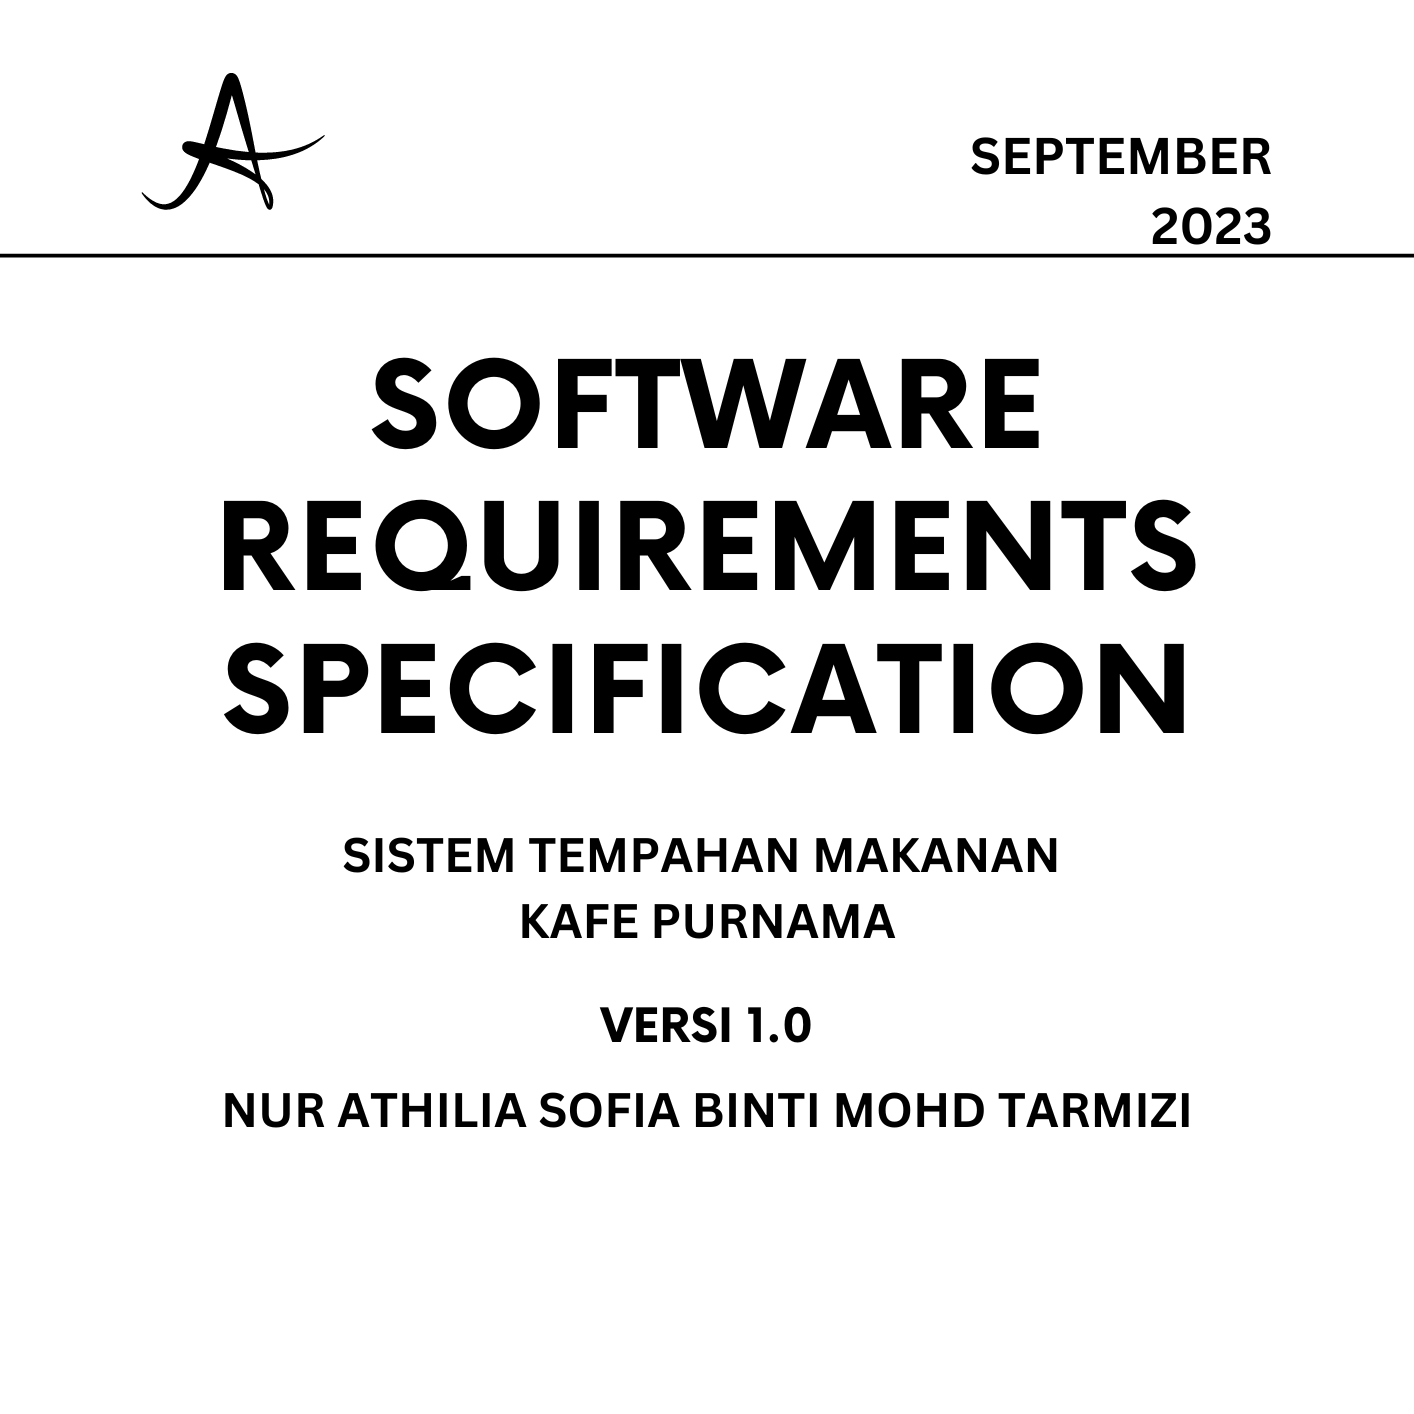 A
SEPTEMBER
2023
SOFTWARE
REQUIREMENTS
SPECIFICATION
SISTEM TEMPAHAN MAKANAN
KAFE PURNAMA
VERSI 1.0
NUR ATHILIA SOFIA BINTI MOHD TARMIZI